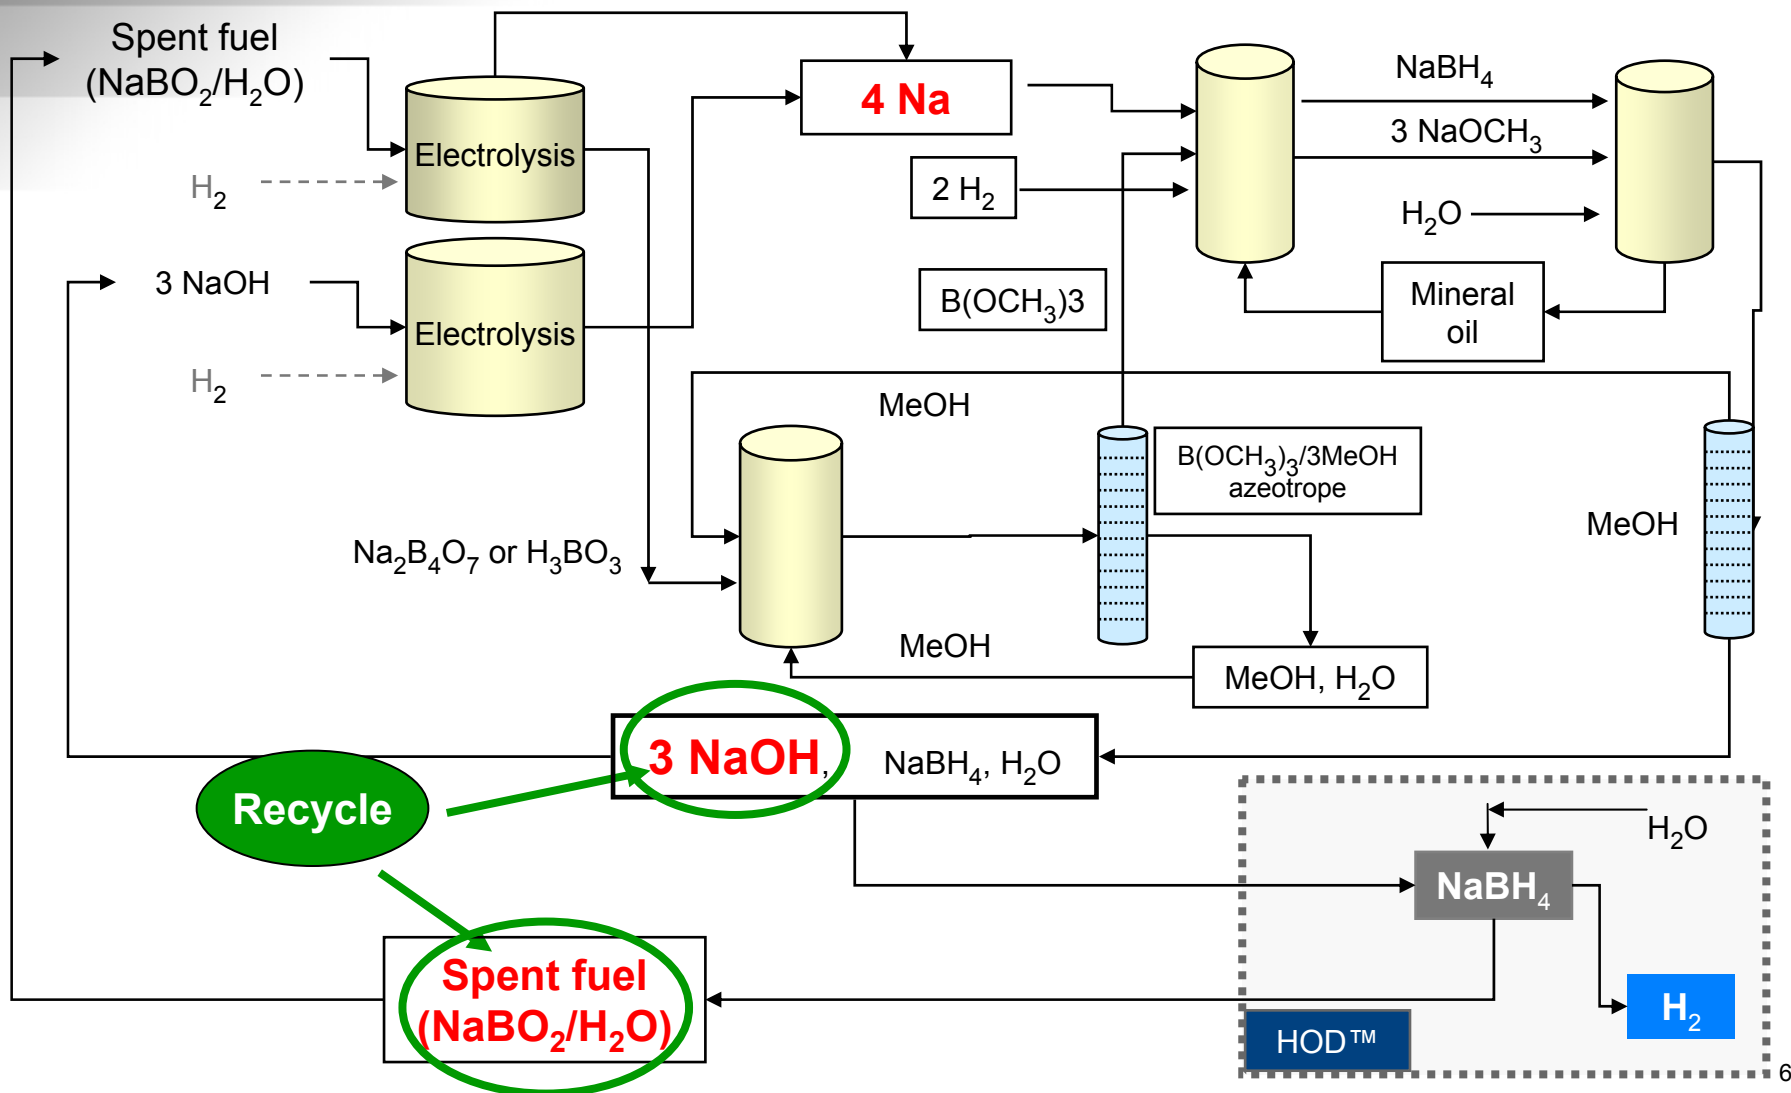 Spent fuel
(NaBO₂/H₂O)
H₂
Electrolysis
4 Na
2 H₂
NaBH₄
3 NaOCH₃
H₂O
3 NaOH
H₂
Electrolysis
B(OCH₃)3
Mineral
oil
MeOH
B(OCH₃)₃/3MeOH
azeotrope
MeOH
Na₂B₄O₇ or H₃BO₃
MeOH
MeOH, H₂O
3 NaOH, NaBH₄, H₂O
Recycle
H₂O
NaBH₄
Spent fuel
(NaBO₂/H₂O)
H₂
HOD™
6